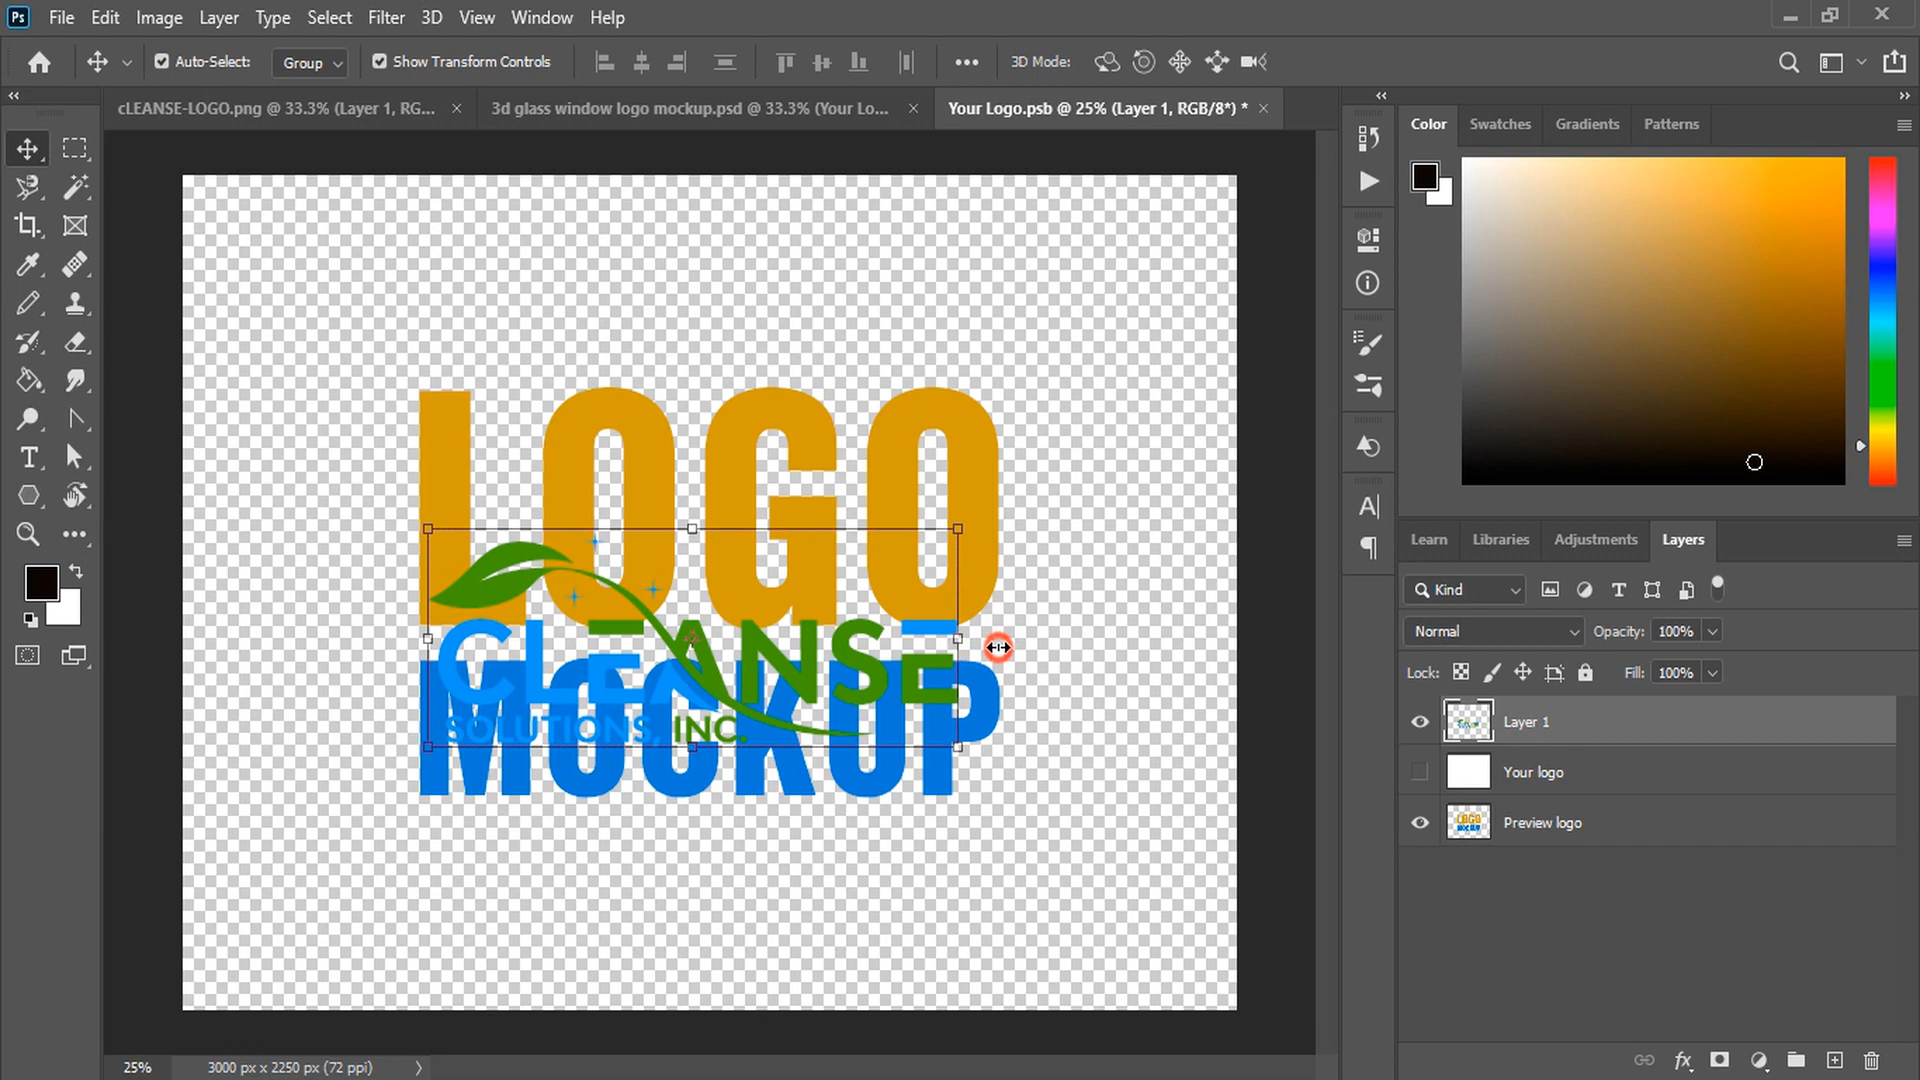 Ps File Edit Image Layer Type Select Filter 3D View Window Help
Auto-Select: Group Show Transform Controls 3D Mode:
cLEANSE-LOGO.png @ 33.3% (Layer 1, RG... × 3d glass window logo mockup.psd @ 33.3% (Your Lo... × Your Logo.psb @ 25% (Layer 1, RGB/8*) * ×
Color Swatches Gradients Patterns
LOGO
CLEANSE
SOLUTIONS, INC.
MOCKUP
Learn Libraries Adjustments Layers
Kind
Normal Opacity: 100%
Lock: Fill: 100%
Layer 1
Your logo
Preview logo
25% 3000 px x 2250 px (72 ppi)